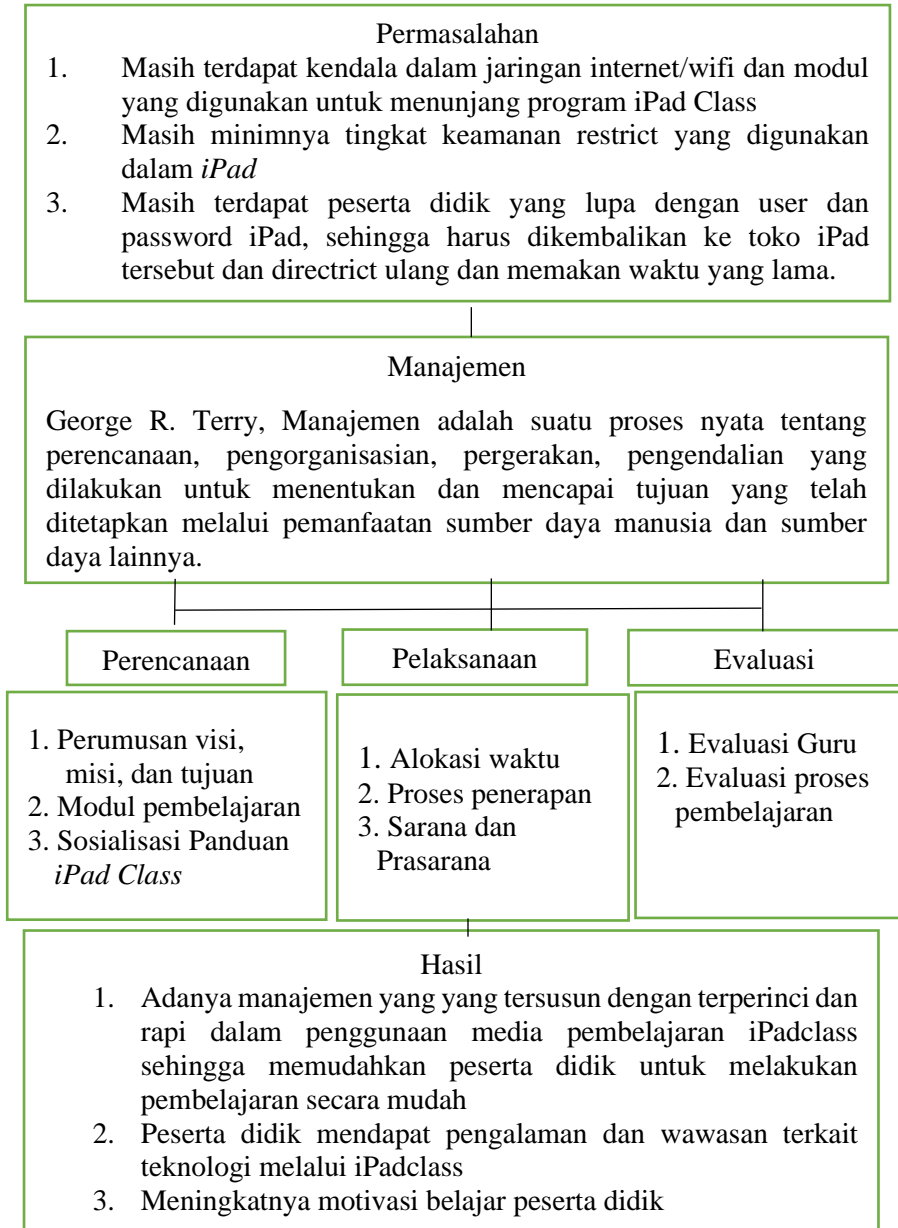 Permasalahan
1. Masih terdapat kendala dalam jaringan internet/wifi dan modul
yang digunakan untuk menunjang program iPad Class
2. Masih minimnya tingkat keamanan restrict yang digunakan
dalam iPad
3. Masih terdapat peserta didik yang lupa dengan user dan
password iPad, sehingga harus dikembalikan ke toko iPad
tersebut dan directrict ulang dan memakan waktu yang lama.
Manajemen
George R. Terry, Manajemen adalah suatu proses nyata tentang
perencanaan, pengorganisasian, pergerakan, pengendalian yang
dilakukan untuk menentukan dan mencapai tujuan yang telah
ditetapkan melalui pemanfaatan sumber daya manusia dan sumber
daya lainnya.
Perencanaan
1. Perumusan visi,
misi, dan tujuan
2. Modul pembelajaran
3. Sosialisasi Panduan
iPad Class
Pelaksanaan
1. Alokasi waktu
2. Proses penerapan
3. Sarana dan
Prasarana
Evaluasi
1. Evaluasi Guru
2. Evaluasi proses
pembelajaran
Hasil
1. Adanya manajemen yang yang tersusun dengan terperinci dan
rapi dalam penggunaan media pembelajaran iPadclass
sehingga memudahkan peserta didik untuk melakukan
pembelajaran secara mudah
2. Peserta didik mendapat pengalaman dan wawasan terkait
teknologi melalui iPadclass
3. Meningkatnya motivasi belajar peserta didik